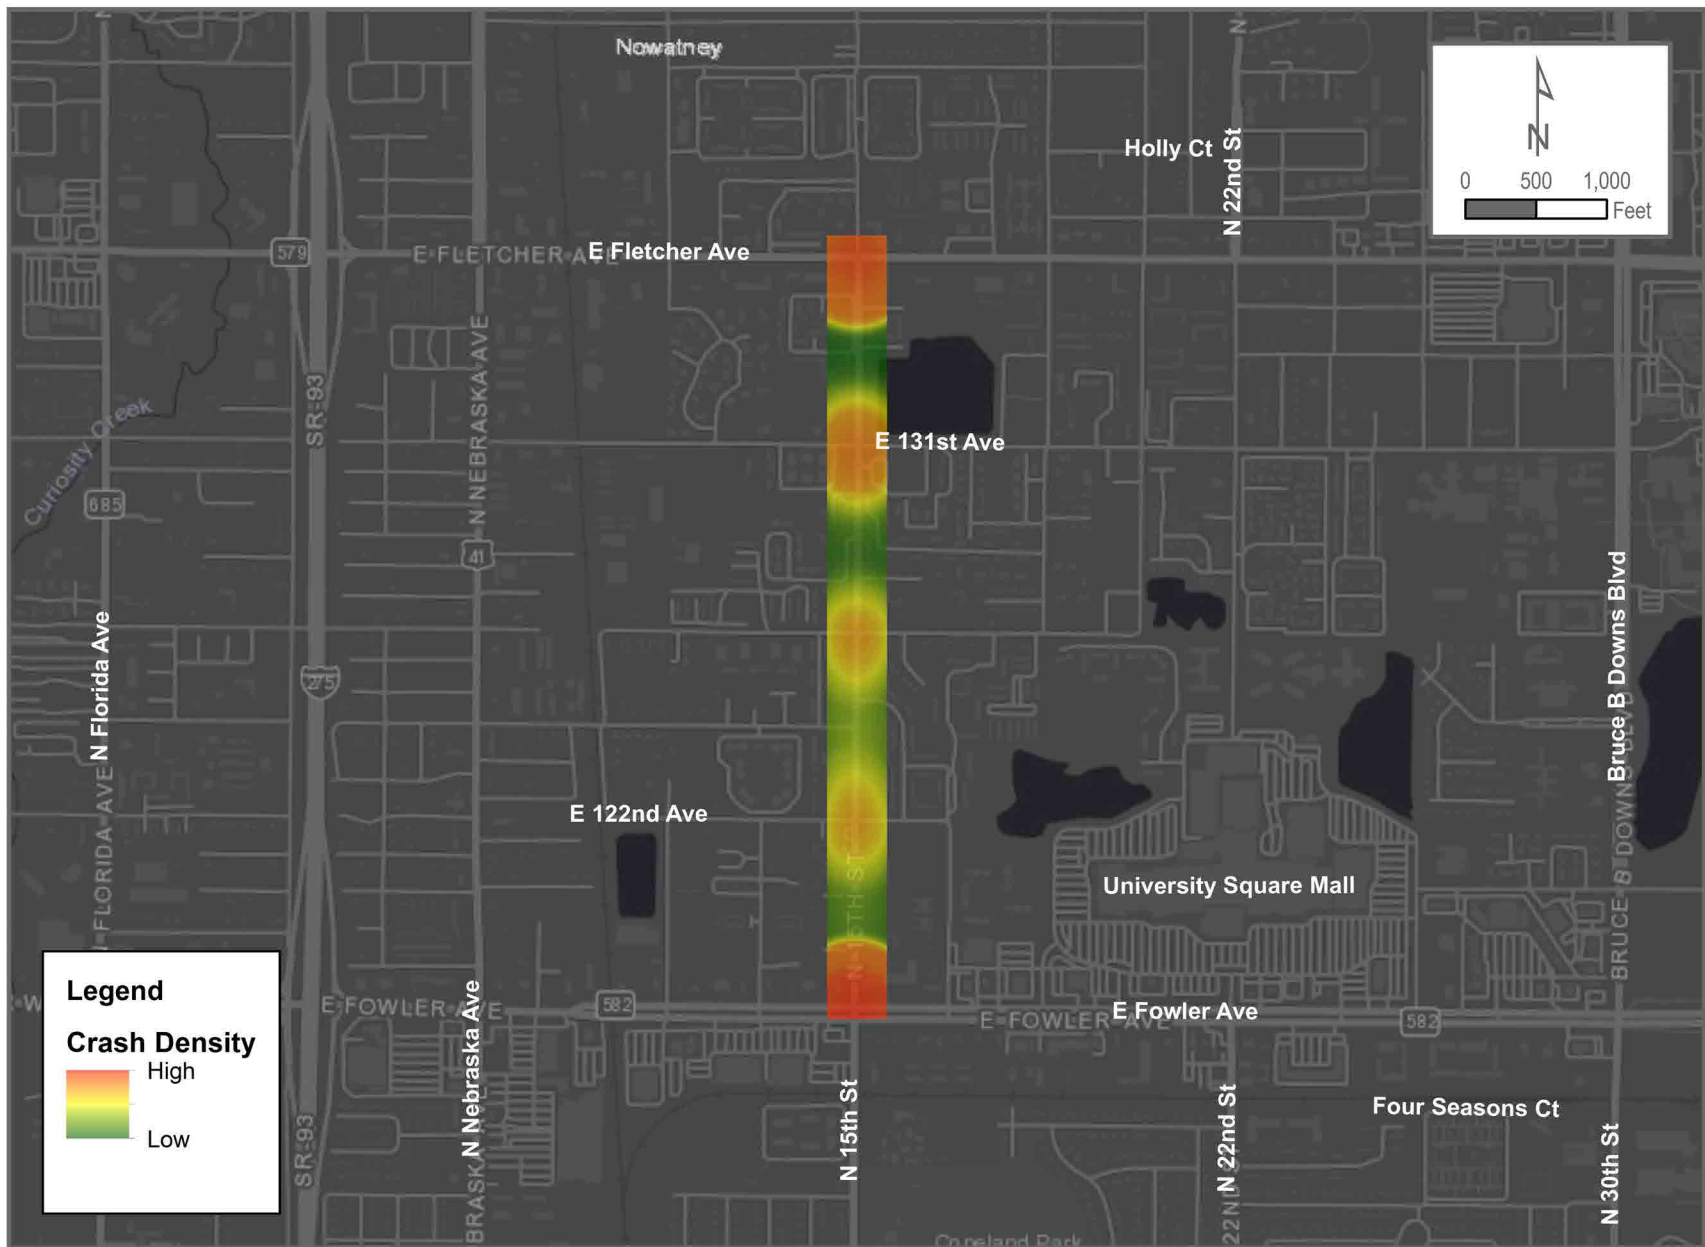 Nowatney
Holly Ct
N 22nd St
N
0 500 1,000
Feet
579
E FLETCHER AVE
E Fletcher Ave
SR-93
N NEBRASKA AVE
Curiosity Creek
E 131st Ave
685
41
N Florida Ave
Bruce B Downs Blvd
275
N FLORIDA AVE
E 122nd Ave
BRUCE B DOWNS BLVD
N 15TH ST
University Square Mall
Legend
Crash Density
High
Low
E FOWLER AVE
582
E FOWLER AVE
E Fowler Ave
582
N Nebraska Ave
SR-93
BRASKA AVE
N 15th St
N 22nd St
22ND
Four Seasons Ct
N 30th St
Copeland Park